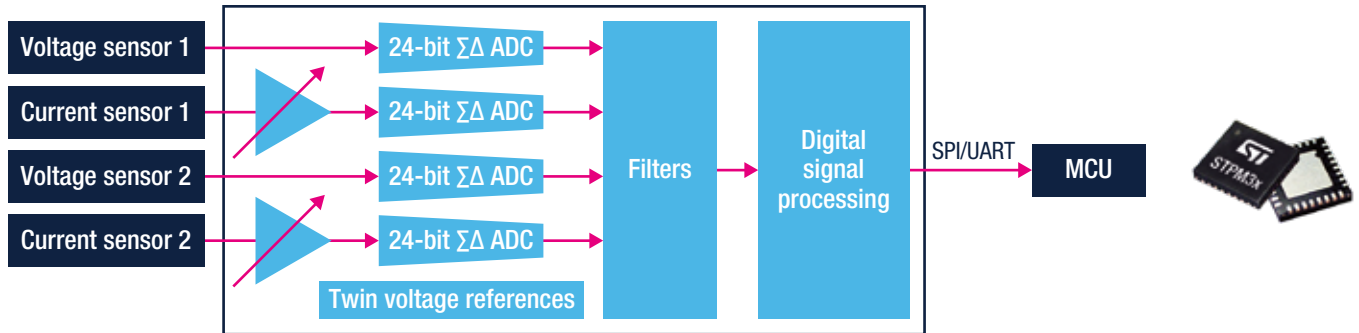 Voltage sensor 1
24-bit ∑Δ ADC
Current sensor 1
24-bit ∑Δ ADC
Voltage sensor 2
24-bit ∑Δ ADC
Current sensor 2
24-bit ∑Δ ADC
Twin voltage references
Filters
Digital
signal
processing
SPI/UART
MCU
ST
STPM3x